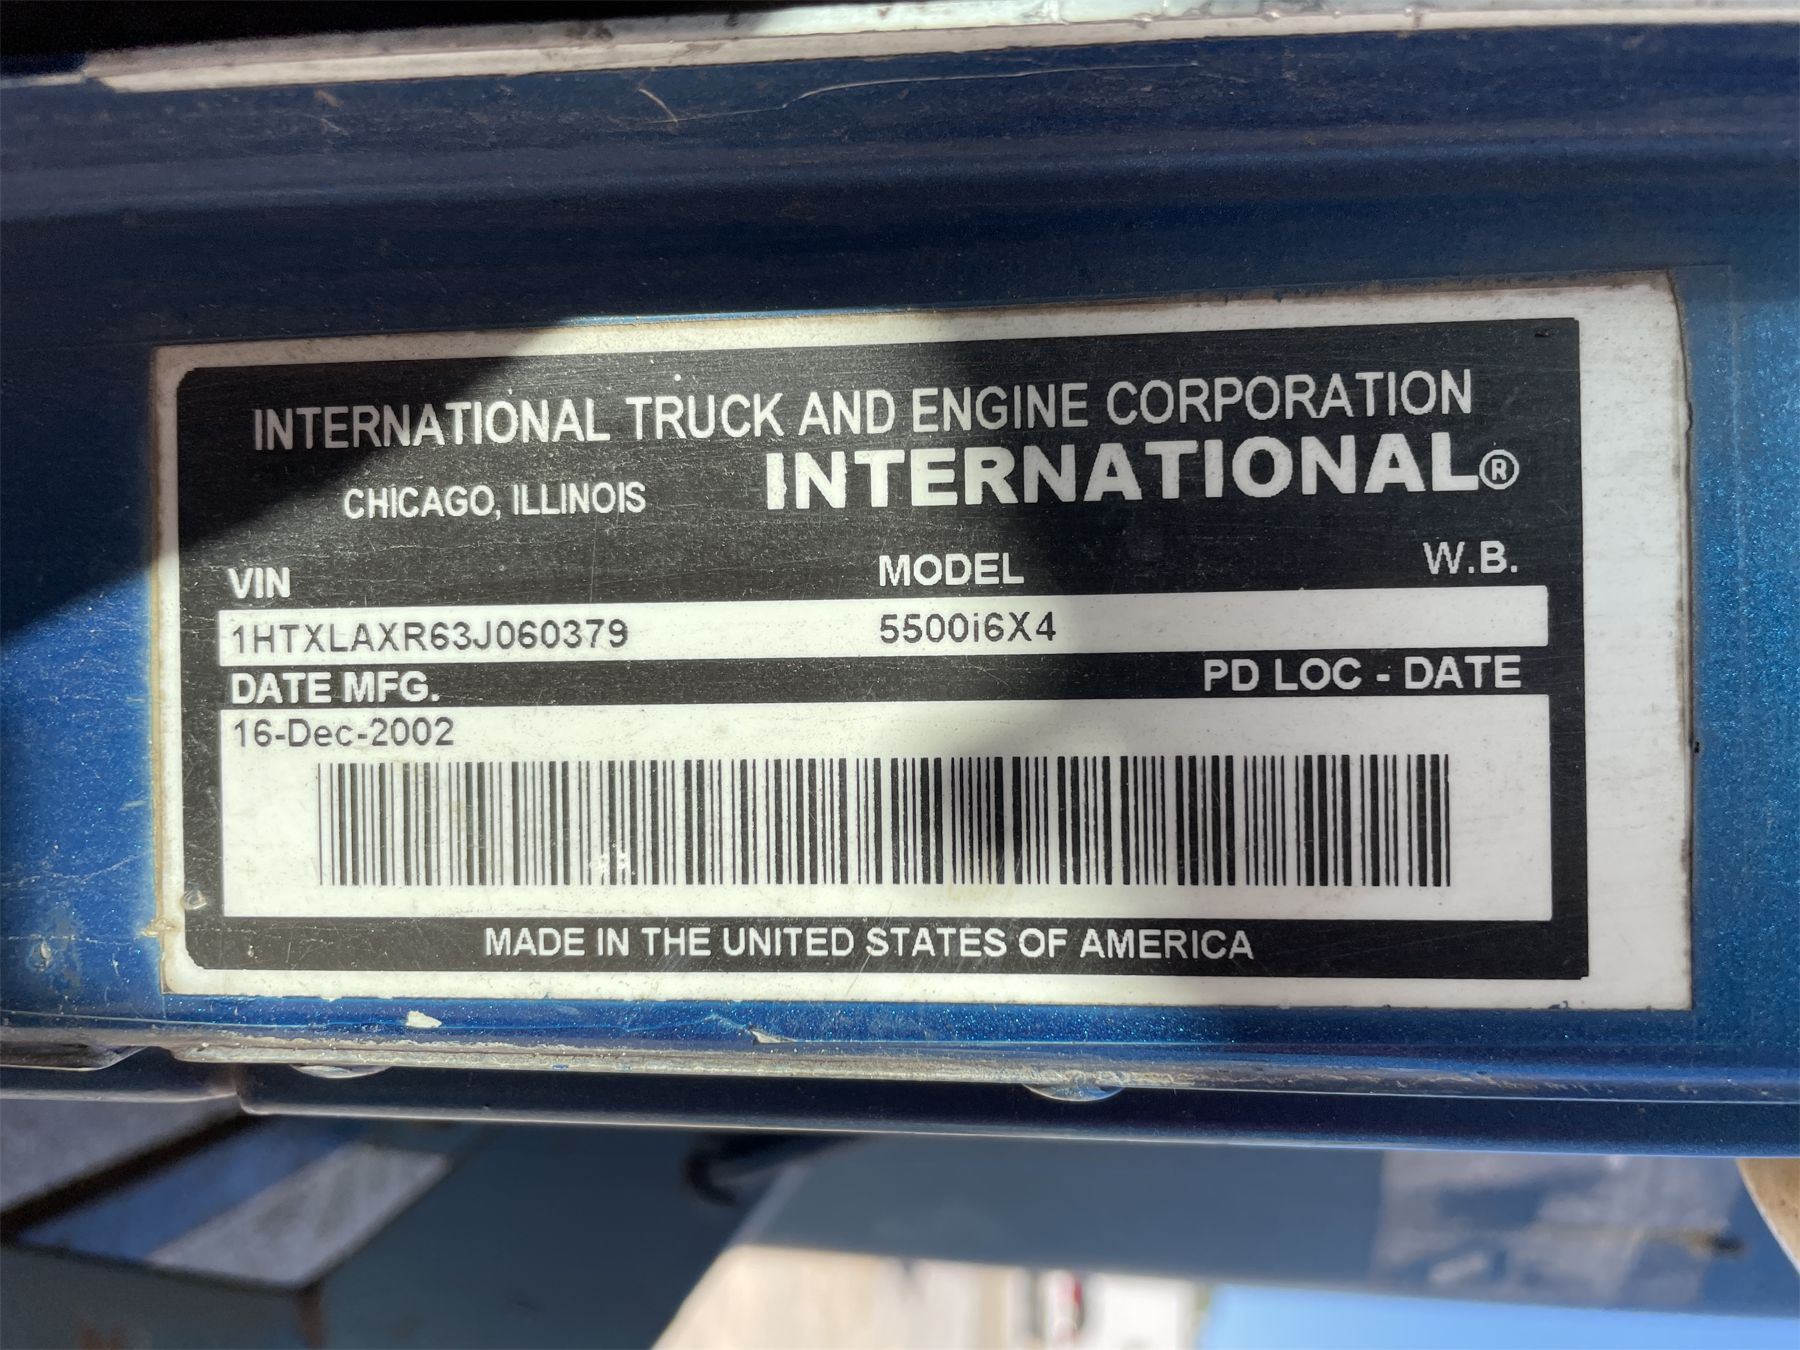 INTERNATIONAL TRUCK AND ENGINE CORPORATION
CHICAGO, ILLINOIS INTERNATIONAL®
VIN MODEL W.B.
1HTXLAXR63J060379 5500i6X4
DATE MFG. PD LOC - DATE
16-Dec-2002
MADE IN THE UNITED STATES OF AMERICA